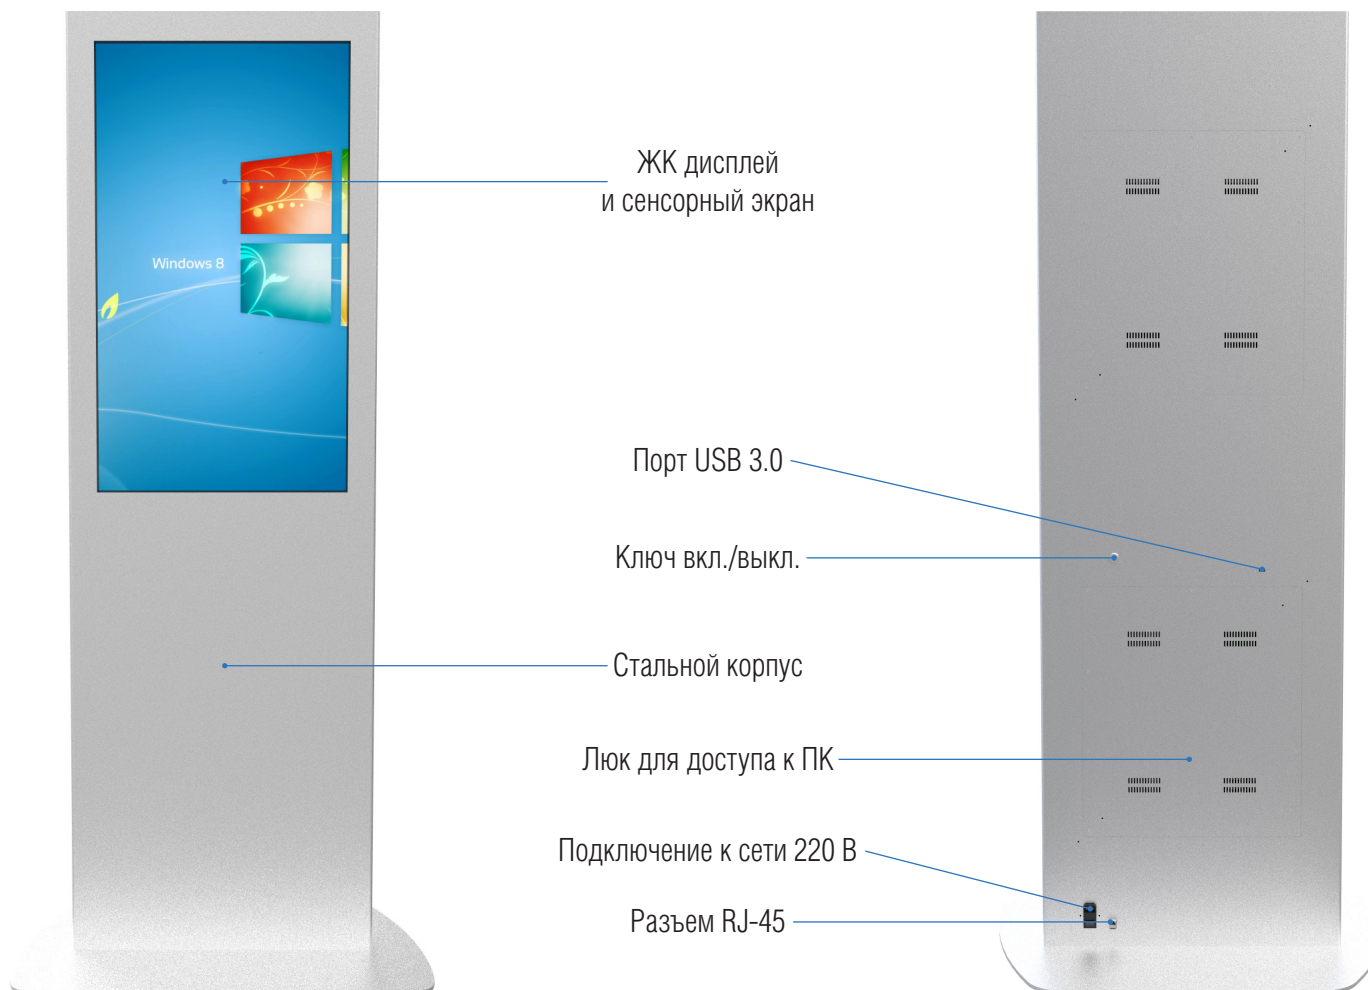 ЖК дисплей
и сенсорный экран
Windows 8
Порт USB 3.0
Ключ вкл./выкл.
Стальной корпус
Люк для доступа к ПК
Подключение к сети 220 В
Разъем RJ-45